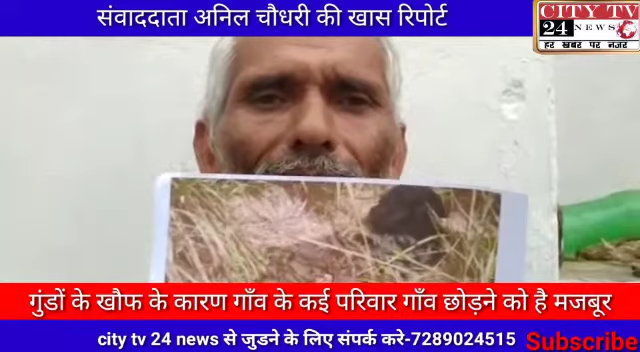 संवाददाता अनिल चौधरी की खास रिपोर्ट
CITY TV
24 NEWS
हर खबर पर नजर
गुंडों के खौफ के कारण गाँव के कई परिवार गाँव छोड़ने को है मजबूर
city tv 24 news से जुडने के लिए संपर्क करे-7289024515
Subscribe